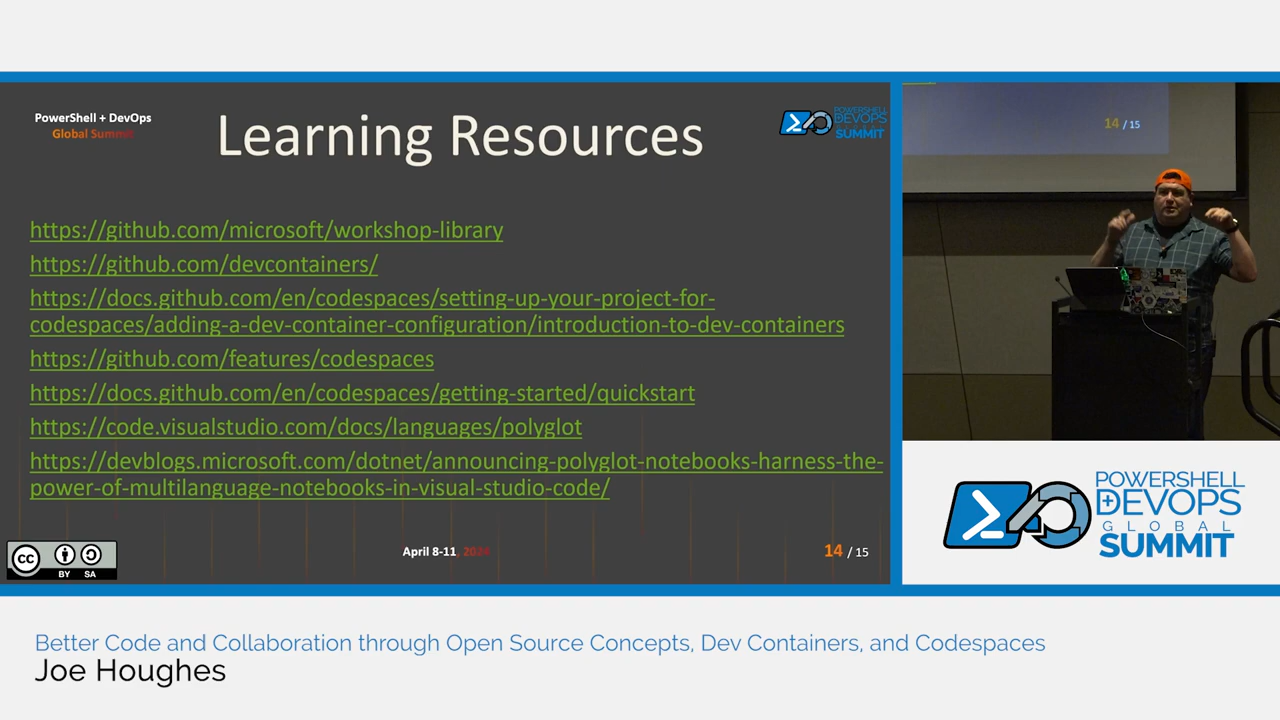 PowerShell + DevOps
Global Summit
Learning Resources
POWERSHELL
DEVOPS
GLOBAL
SUMMIT
https://github.com/microsoft/workshop-library
https://github.com/devcontainers/
https://docs.github.com/en/codespaces/setting-up-your-project-for-
codespaces/adding-a-dev-container-configuration/introduction-to-dev-containers
https://github.com/features/codespaces
https://docs.github.com/en/codespaces/getting-started/quickstart
https://code.visualstudio.com/docs/languages/polyglot
https://devblogs.microsoft.com/dotnet/announcing-polyglot-notebooks-harness-the-
power-of-multilanguage-notebooks-in-visual-studio-code/
cc BY SA
April 8-11, 2024
14 / 15
14 / 15
POWERSHELL
+DEVOPS
GLOBAL
SUMMIT
Better Code and Collaboration through Open Source Concepts, Dev Containers, and Codespaces
Joe Houghes